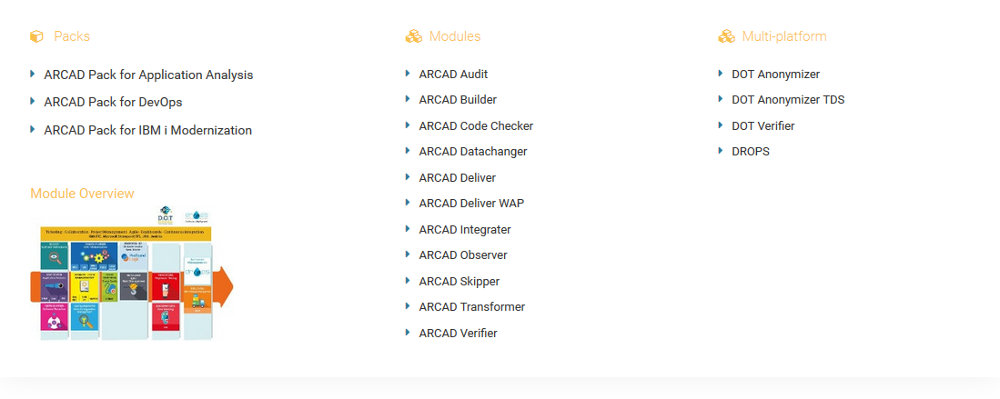 Packs
ARCAD Pack for Application Analysis
ARCAD Pack for DevOps
ARCAD Pack for IBM i Modernization
Module Overview
DOT
Modules
ARCAD Audit
ARCAD Builder
ARCAD Code Checker
ARCAD Datachanger
ARCAD Deliver
ARCAD Deliver WAP
ARCAD Integrater
ARCAD Observer
ARCAD Skipper
ARCAD Transformer
ARCAD Verifier
Multi-platform
DOT Anonymizer
DOT Anonymizer TDS
DOT Verifier
DROPS